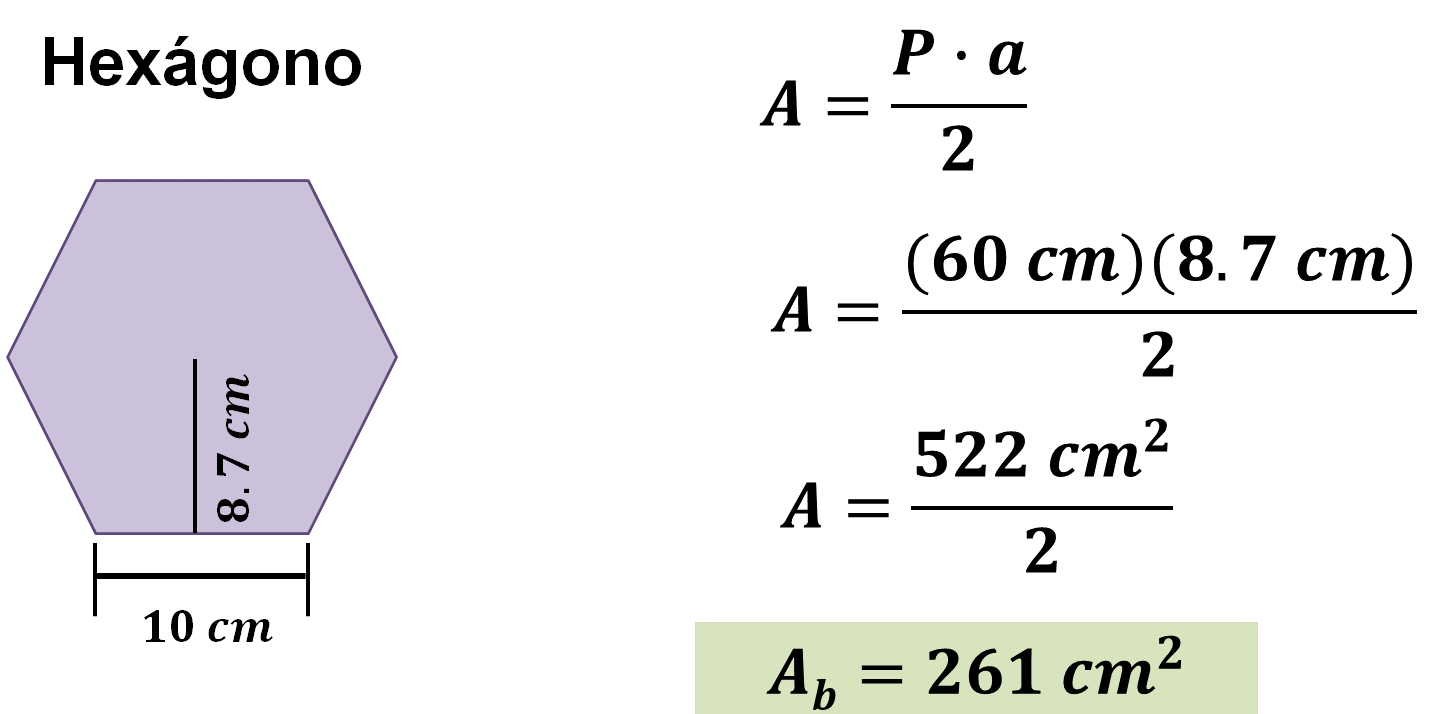 Hexágono
8.7 cm
10 cm
A = P · a / 2
A = (60 cm)(8.7 cm) / 2
A = 522 cm² / 2
A_b = 261 cm²